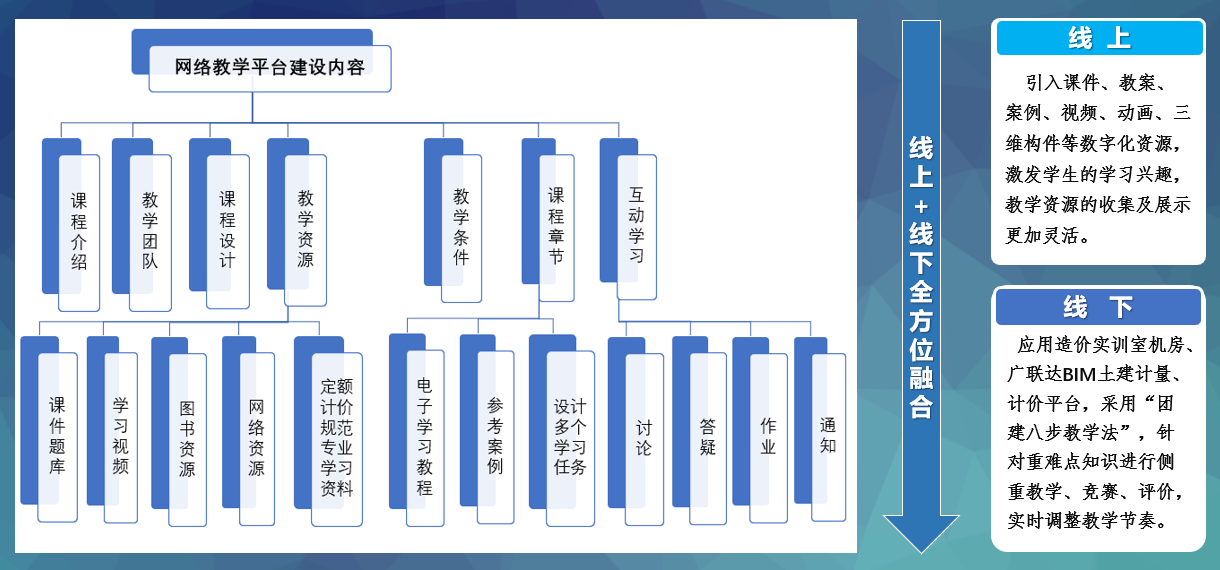 网络教学平台建设内容
课程介绍
教学团队
课程设计
教学资源
教学条件
课程章节
互动学习
课件题库
学习视频
图书资源
网络资源
定额
计价
规范
专业
学习
资料
电子学习教程
参考案例
设计
多个
学习
任务
讨论
答疑
作业
通知
线上+线下全方位融合
线 上
引入课件、教案、
案例、视频、动画、三
维构件等数字化资源，
激发学生的学习兴趣，
教学资源的收集及展示
更加灵活。
线 下
应用造价实训室机房、
广联达BIM土建计量、
计价平台，采用“团
建八步教学法”，针
对重难点知识进行侧
重教学、竞赛、评价，
实时调整教学节奏。